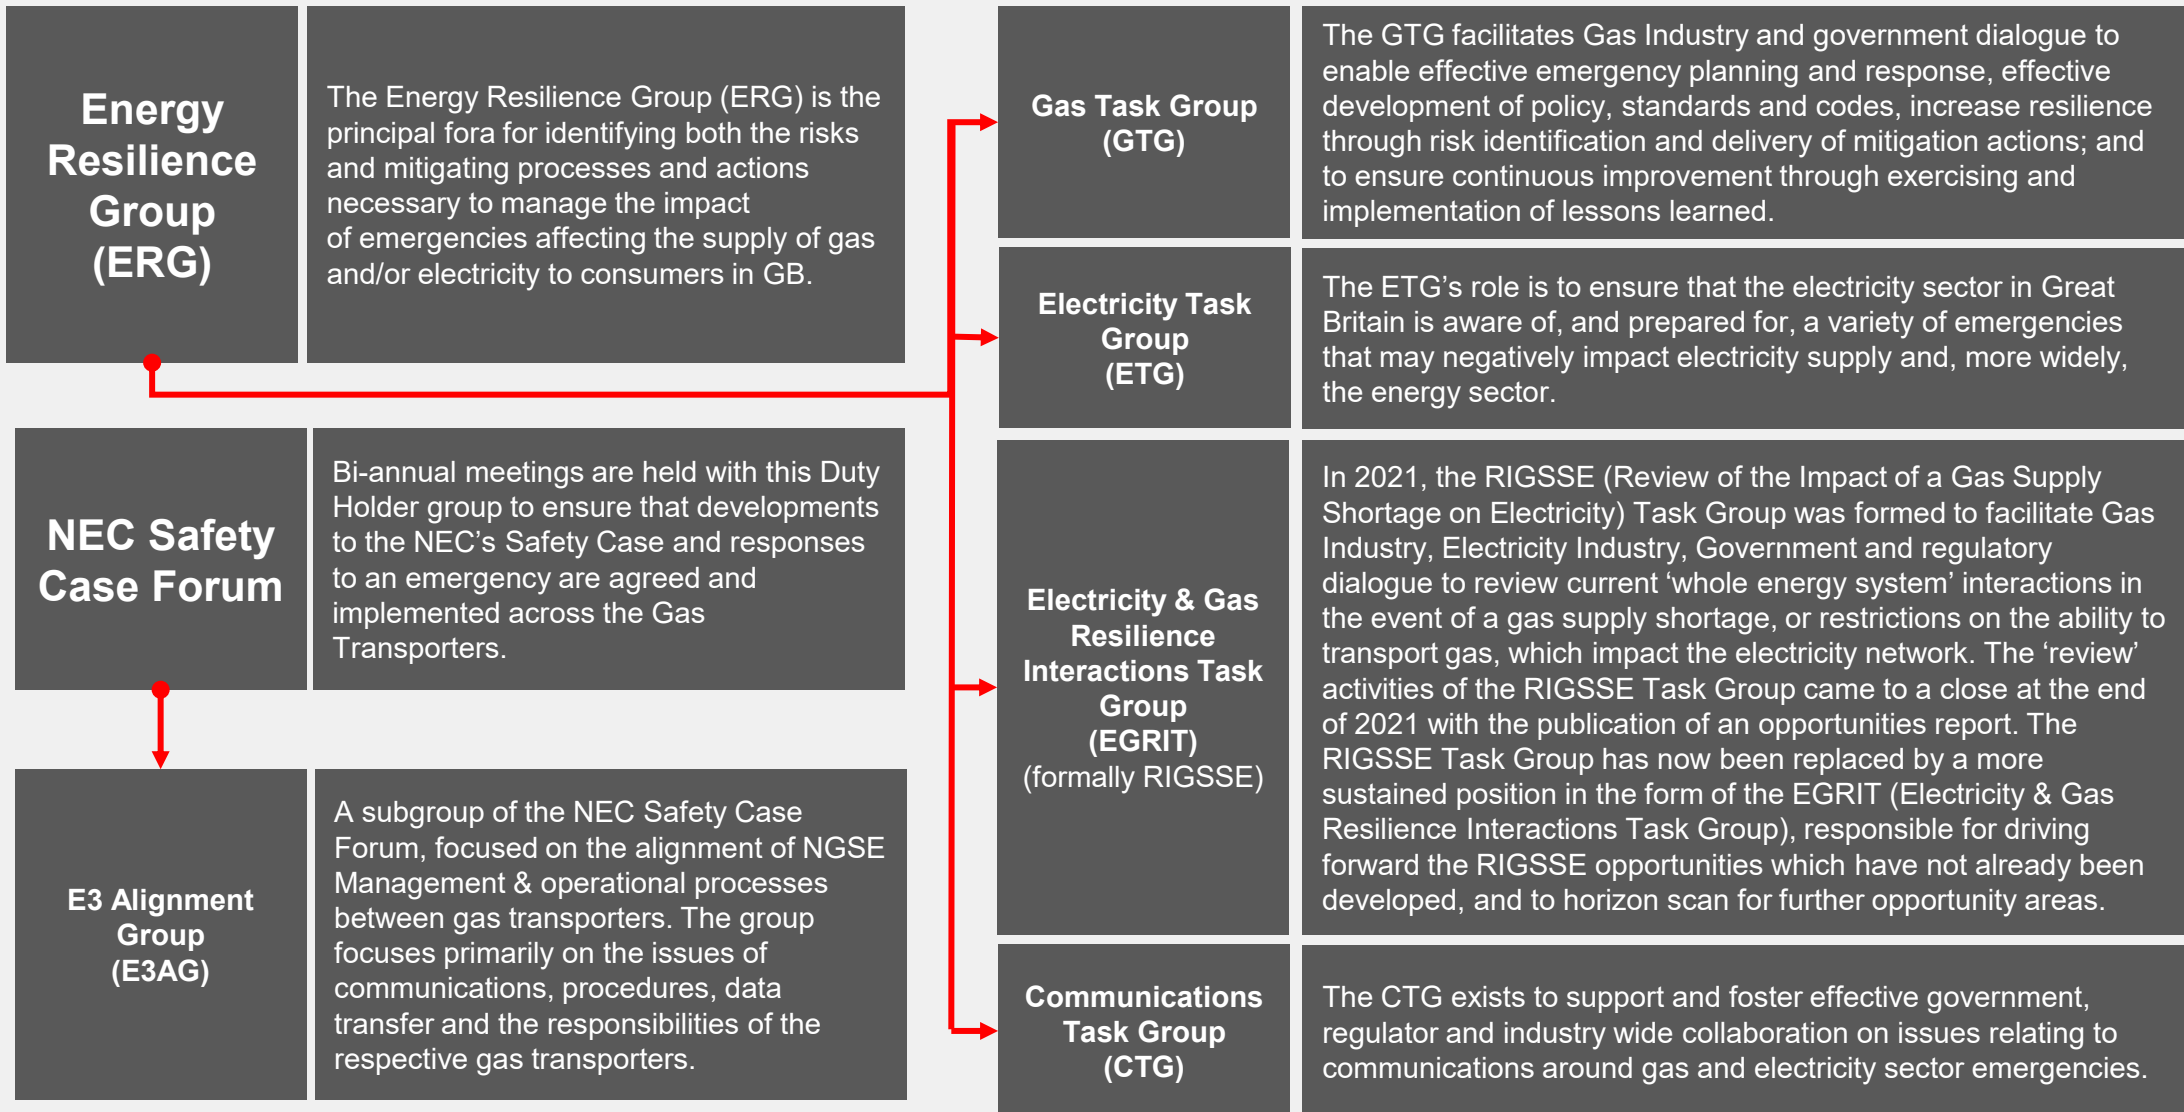 Energy
Resilience
Group
(ERG)
The Energy Resilience Group (ERG) is the
principal fora for identifying both the risks
and mitigating processes and actions
necessary to manage the impact
of emergencies affecting the supply of gas
and/or electricity to consumers in GB.
NEC Safety
Case Forum
Bi-annual meetings are held with this Duty
Holder group to ensure that developments
to the NEC's Safety Case and responses
to an emergency are agreed and
implemented across the Gas
Transporters.
E3 Alignment
Group
(E3AG)
A subgroup of the NEC Safety Case
Forum, focused on the alignment of NGSE
Management & operational processes
between gas transporters. The group
focuses primarily on the issues of
communications, procedures, data
transfer and the responsibilities of the
respective gas transporters.
Gas Task Group
(GTG)
The GTG facilitates Gas Industry and government dialogue to
enable effective emergency planning and response, effective
development of policy, standards and codes, increase resilience
through risk identification and delivery of mitigation actions; and
to ensure continuous improvement through exercising and
implementation of lessons learned.
Electricity Task
Group
(ETG)
The ETG’s role is to ensure that the electricity sector in Great
Britain is aware of, and prepared for, a variety of emergencies
that may negatively impact electricity supply and, more widely,
the energy sector.
Electricity & Gas
Resilience
Interactions Task
Group
(EGRIT)
(formally RIGSSE)
In 2021, the RIGSSE (Review of the Impact of a Gas Supply
Shortage on Electricity) Task Group was formed to facilitate Gas
Industry, Electricity Industry, Government and regulatory
dialogue to review current ‘whole energy system’ interactions in
the event of a gas supply shortage, or restrictions on the ability to
transport gas, which impact the electricity network. The ‘review’
activities of the RIGSSE Task Group came to a close at the end
of 2021 with the publication of an opportunities report. The
RIGSSE Task Group has now been replaced by a more
sustained position in the form of the EGRIT (Electricity & Gas
Resilience Interactions Task Group), responsible for driving
forward the RIGSSE opportunities which have not already been
developed, and to horizon scan for further opportunity areas.
Communications
Task Group
(CTG)
The CTG exists to support and foster effective government,
regulator and industry wide collaboration on issues relating to
communications around gas and electricity sector emergencies.